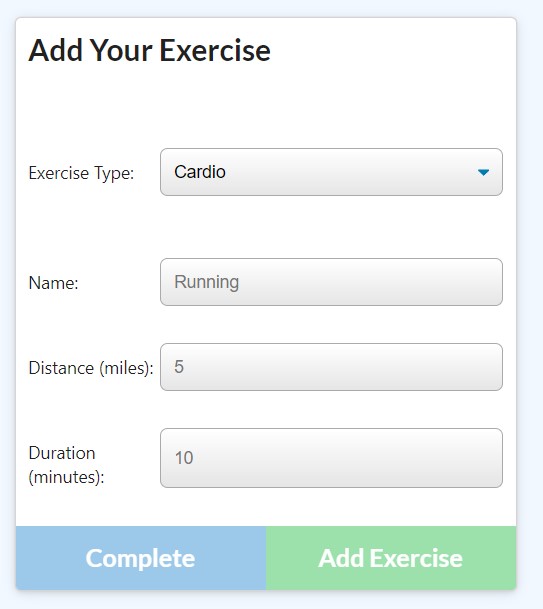 Add Your Exercise
Exercise Type:
Cardio
Name:
Running
Distance (miles):
5
Duration
(minutes):
10
Complete
Add Exercise